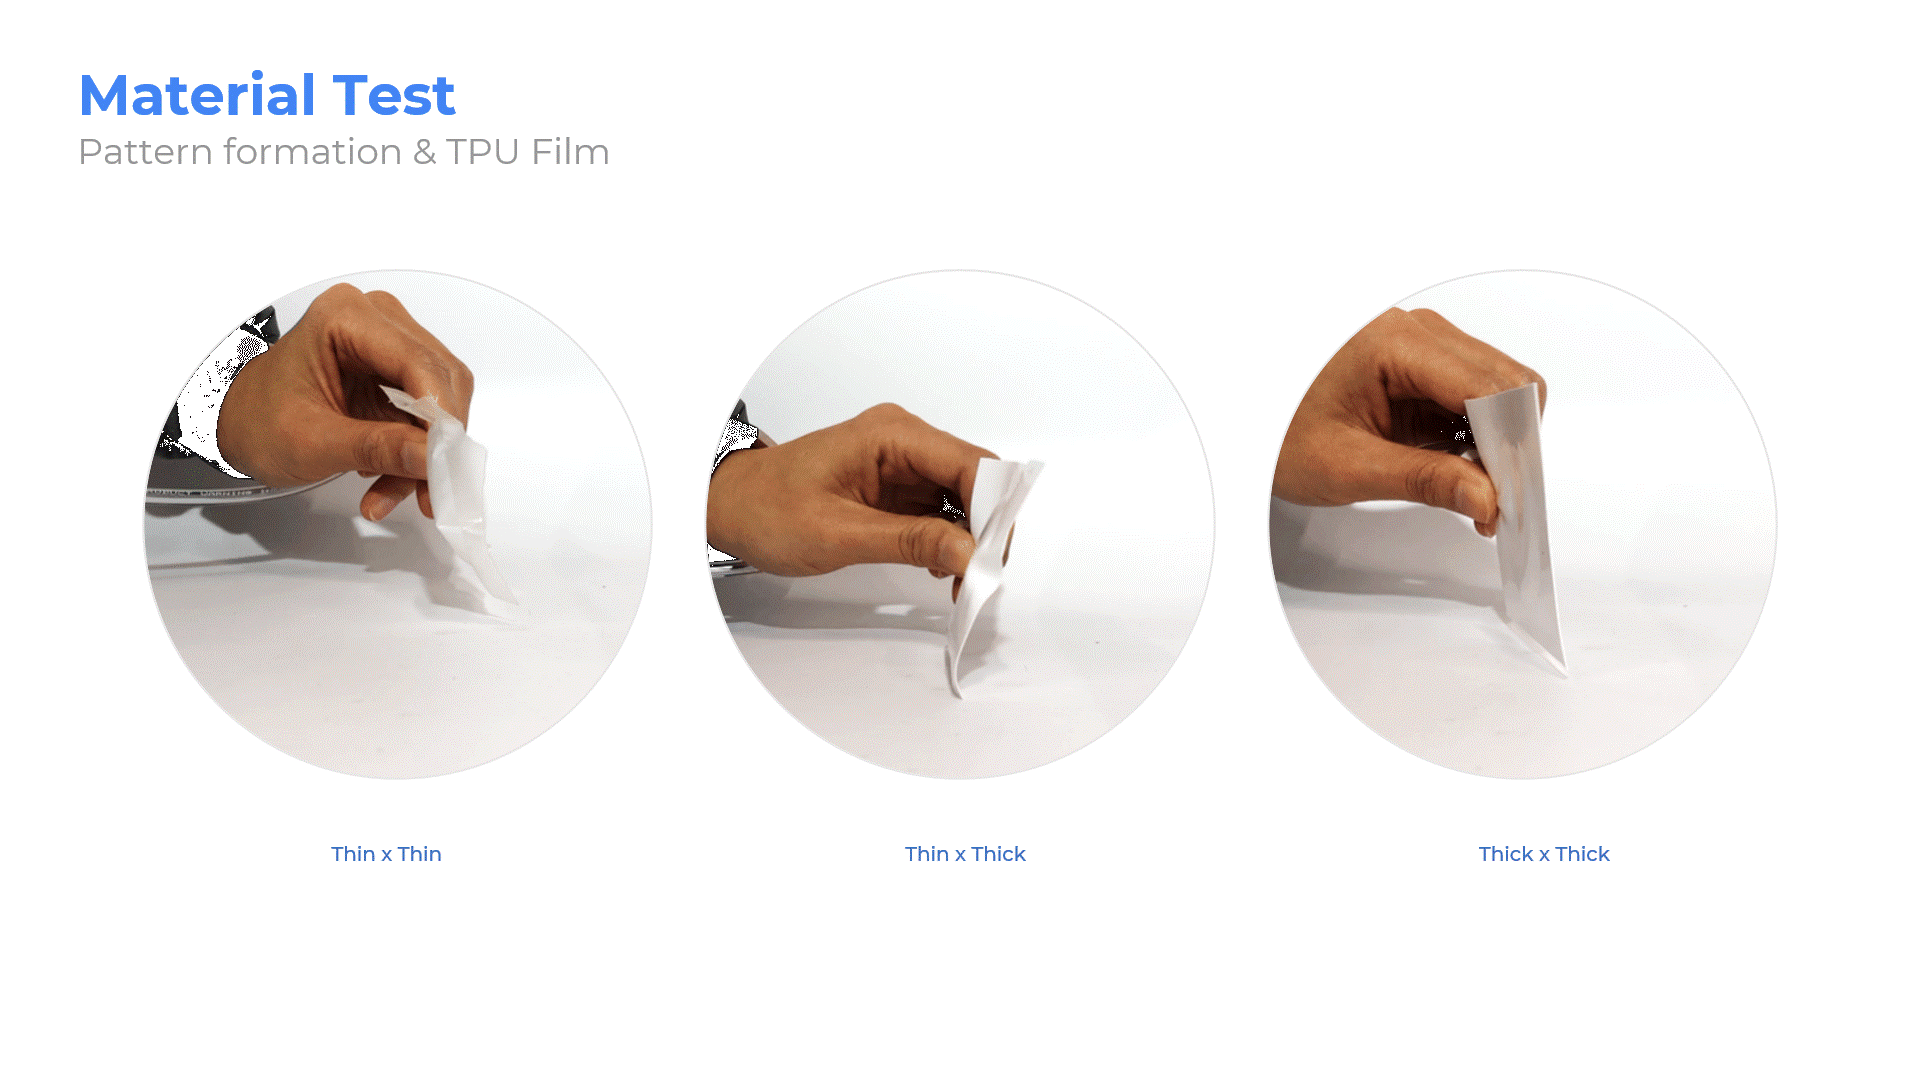 Material Test
Pattern formation & TPU Film
Thin x Thin
Thin x Thick
Thick x Thick